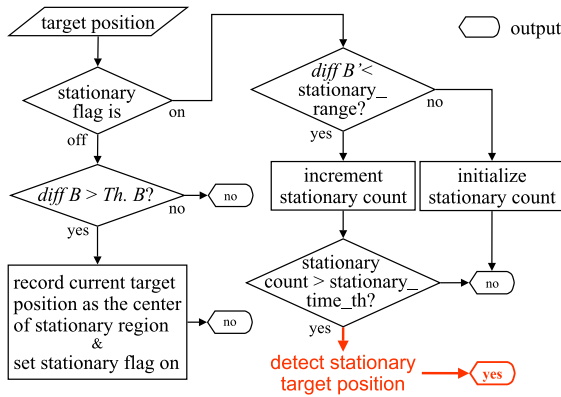 target position
output
stationary
flag is
on
off
diff B > Th. B?
no
no
yes
record current target
position as the center
of stationary region
&
set stationary flag on
no
diff B’<
stationary_
range?
no
yes
increment
stationary count
initialize
stationary count
stationary
count > stationary_
time_th?
no
yes
detect stationary
target position
yes